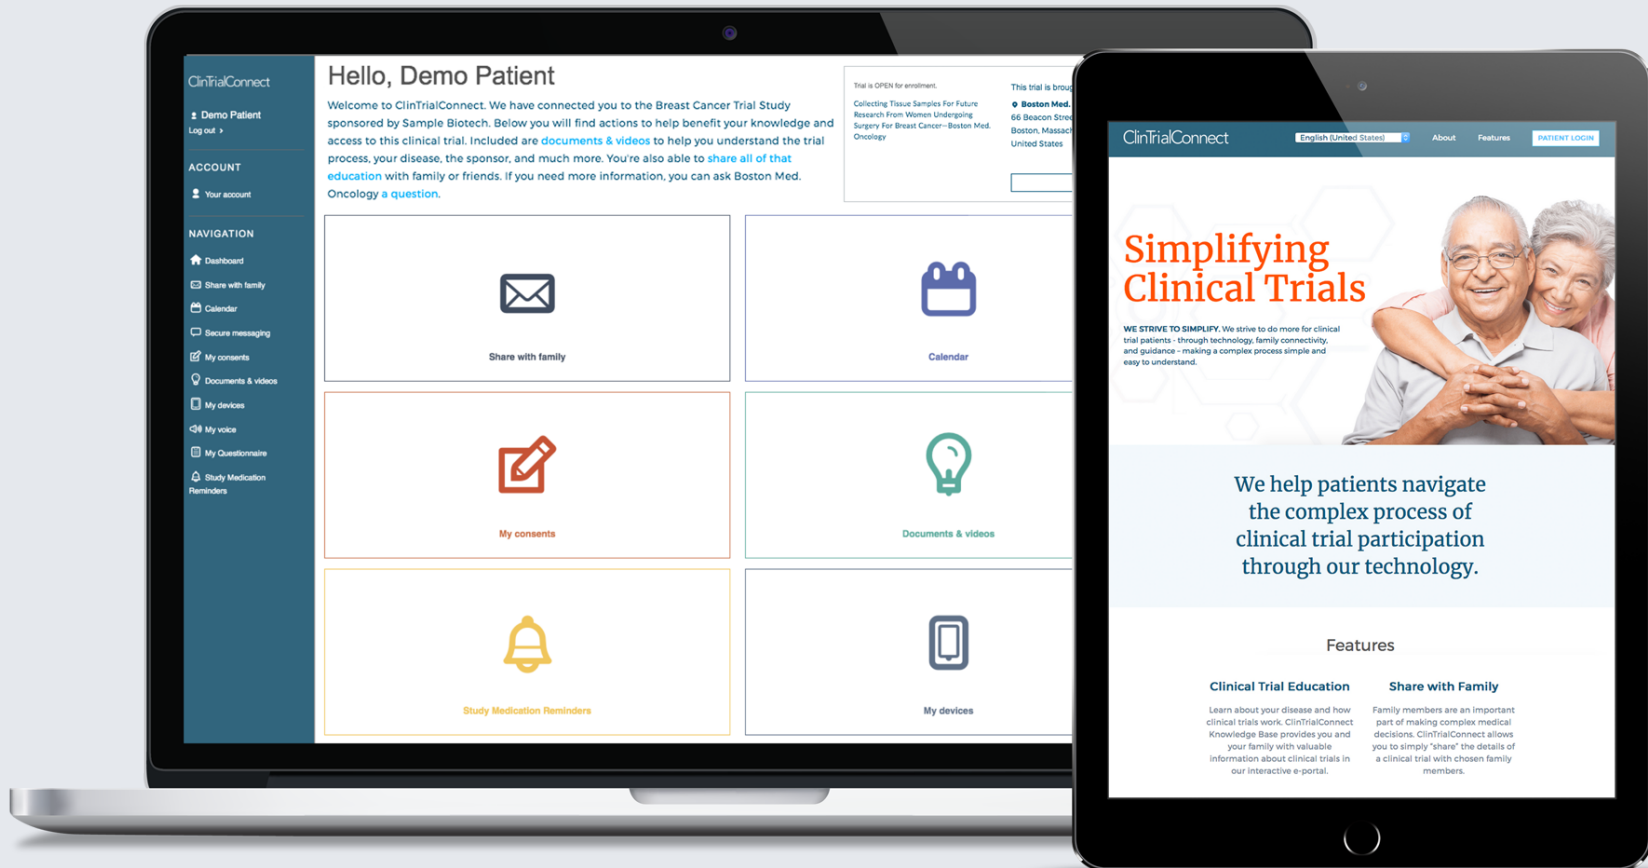 ClinTrialConnect
Demo Patient
Log out >
ACCOUNT
Your account
NAVIGATION
Dashboard
Share with family
Calendar
Secure messaging
My consents
Documents & videos
My devices
My voice
My Questionnaire
Study Medication
Reminders
Hello, Demo Patient
Welcome to ClinTrialConnect. We have connected you to the Breast Cancer Trial Study
sponsored by Sample Biotech. Below you will find actions to help benefit your knowledge and
access to this clinical trial. Included are documents & videos to help you understand the trial
process, your disease, the sponsor, and much more. You're also able to share all of that
education with family or friends. If you need more information, you can ask Boston Med.
Oncology a question.
Trial is OPEN for enrollment.
Collecting Tissue Samples For Future
Research From Women Undergoing
Surgery For Breast Cancer—Boston Med.
Oncology
This trial is
Boston Med.
66 Beacon
Boston,
United States
Share with family
Calendar
My consents
Documents & videos
Study Medication Reminders
My devices
ClinTrialConnect
English (United States)
About
Features
PATIENT LOGIN
Simplifying
Clinical Trials
WE STRIVE TO SIMPLIFY. We strive to do more for clinical
trial patients - through technology, family connectivity,
and guidance - making a complex process simple and
easy to understand.
We help patients navigate
the complex process of
clinical trial participation
through our technology.
Features
Clinical Trial Education
Learn about your disease and how
clinical trials work. ClinTrialConnect
Knowledge Base provides you and
your family with valuable
information about clinical trials in
our interactive e-portal.
Share with Family
Family members are an important
part of making complex medical
decisions. ClinTrialConnect allows
you to simply "share" the details of
a clinical trial with chosen family
members.